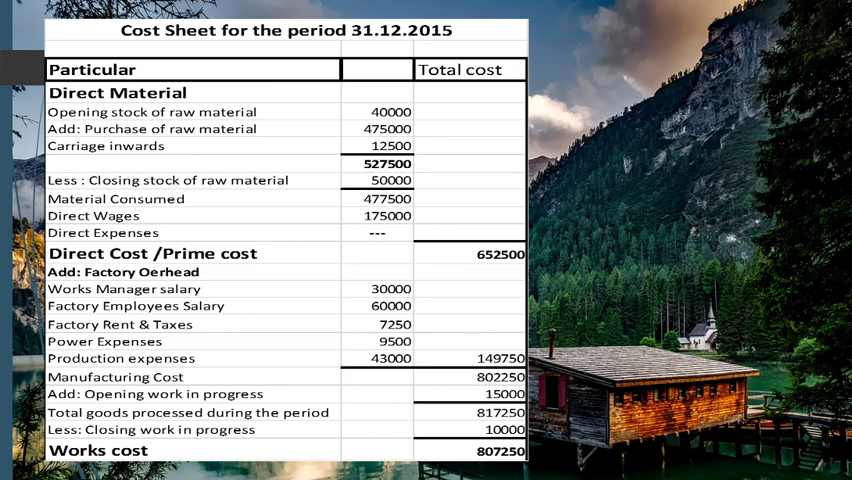 Cost Sheet for the period 31.12.2015
Particular Total cost
Direct Material
Opening stock of raw material 40000
Add: Purchase of raw material 475000
Carriage inwards 12500
527500
Less : Closing stock of raw material 50000
Material Consumed 477500
Direct Wages 175000
Direct Expenses ---
Direct Cost /Prime cost 652500
Add: Factory Oerhead
Works Manager salary 30000
Factory Employees Salary 60000
Factory Rent & Taxes 7250
Power Expenses 9500
Production expenses 43000 149750
Manufacturing Cost 802250
Add: Opening work in progress 15000
Total goods processed during the period 817250
Less: Closing work in progress 10000
Works cost 807250